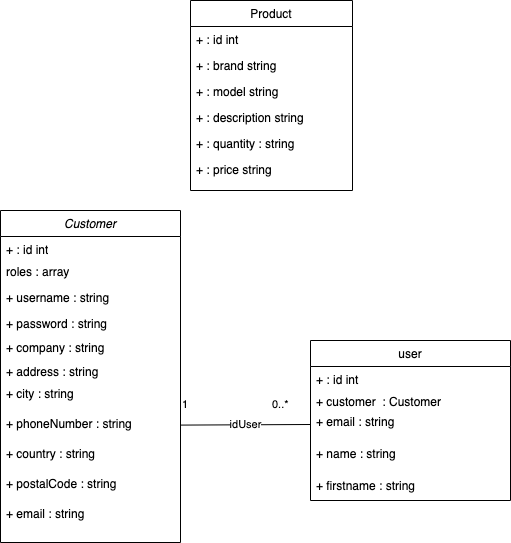 Product
+ : id int
+ : brand string
+ : model string
+ : description string
+ : quantity : string
+ : price string
Customer
+ : id int
roles : array
+ username : string
+ password : string
+ company : string
+ address : string
+ city : string
+ phoneNumber : string
+ country : string
+ postalCode : string
+ email : string
1
0..*
idUser
user
+ : id int
+ customer : Customer
+ email : string
+ name : string
+ firstname : string